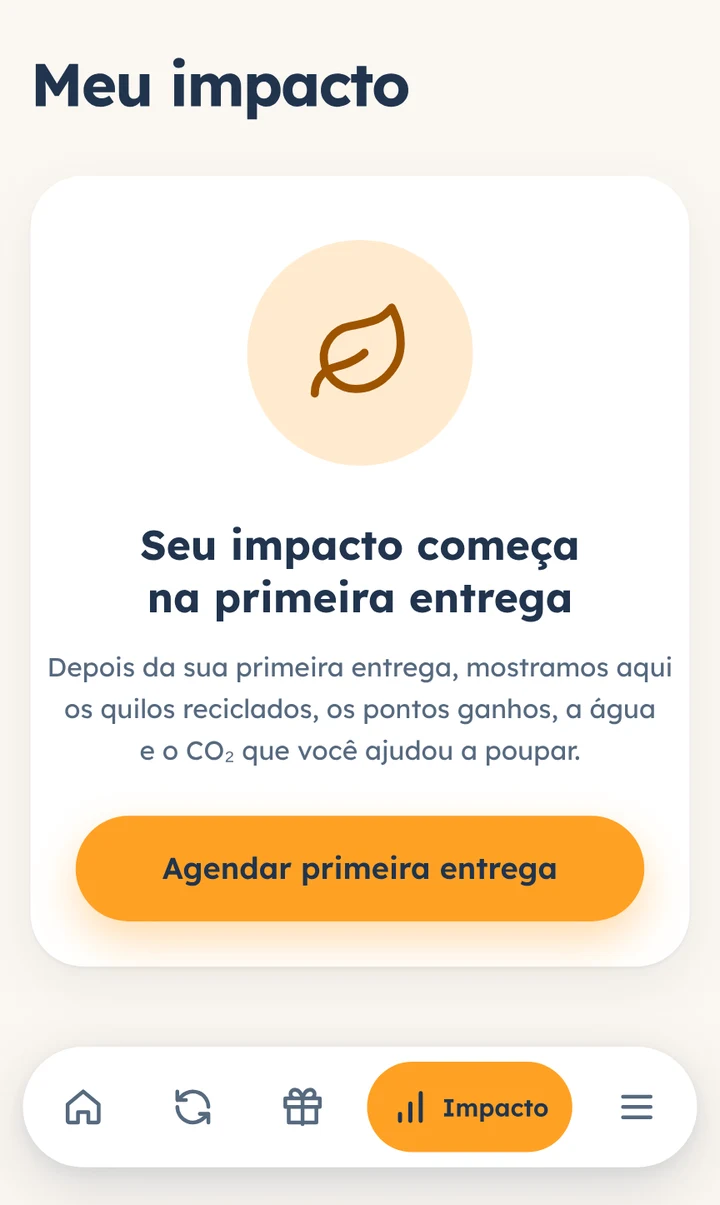 Meu impacto
Seu impacto começa
na primeira entrega
Depois da sua primeira entrega, mostramos aqui
os quilos reciclados, os pontos ganhos, a água
e o CO₂ que você ajudou a poupar.
Agendar primeira entrega
Impacto